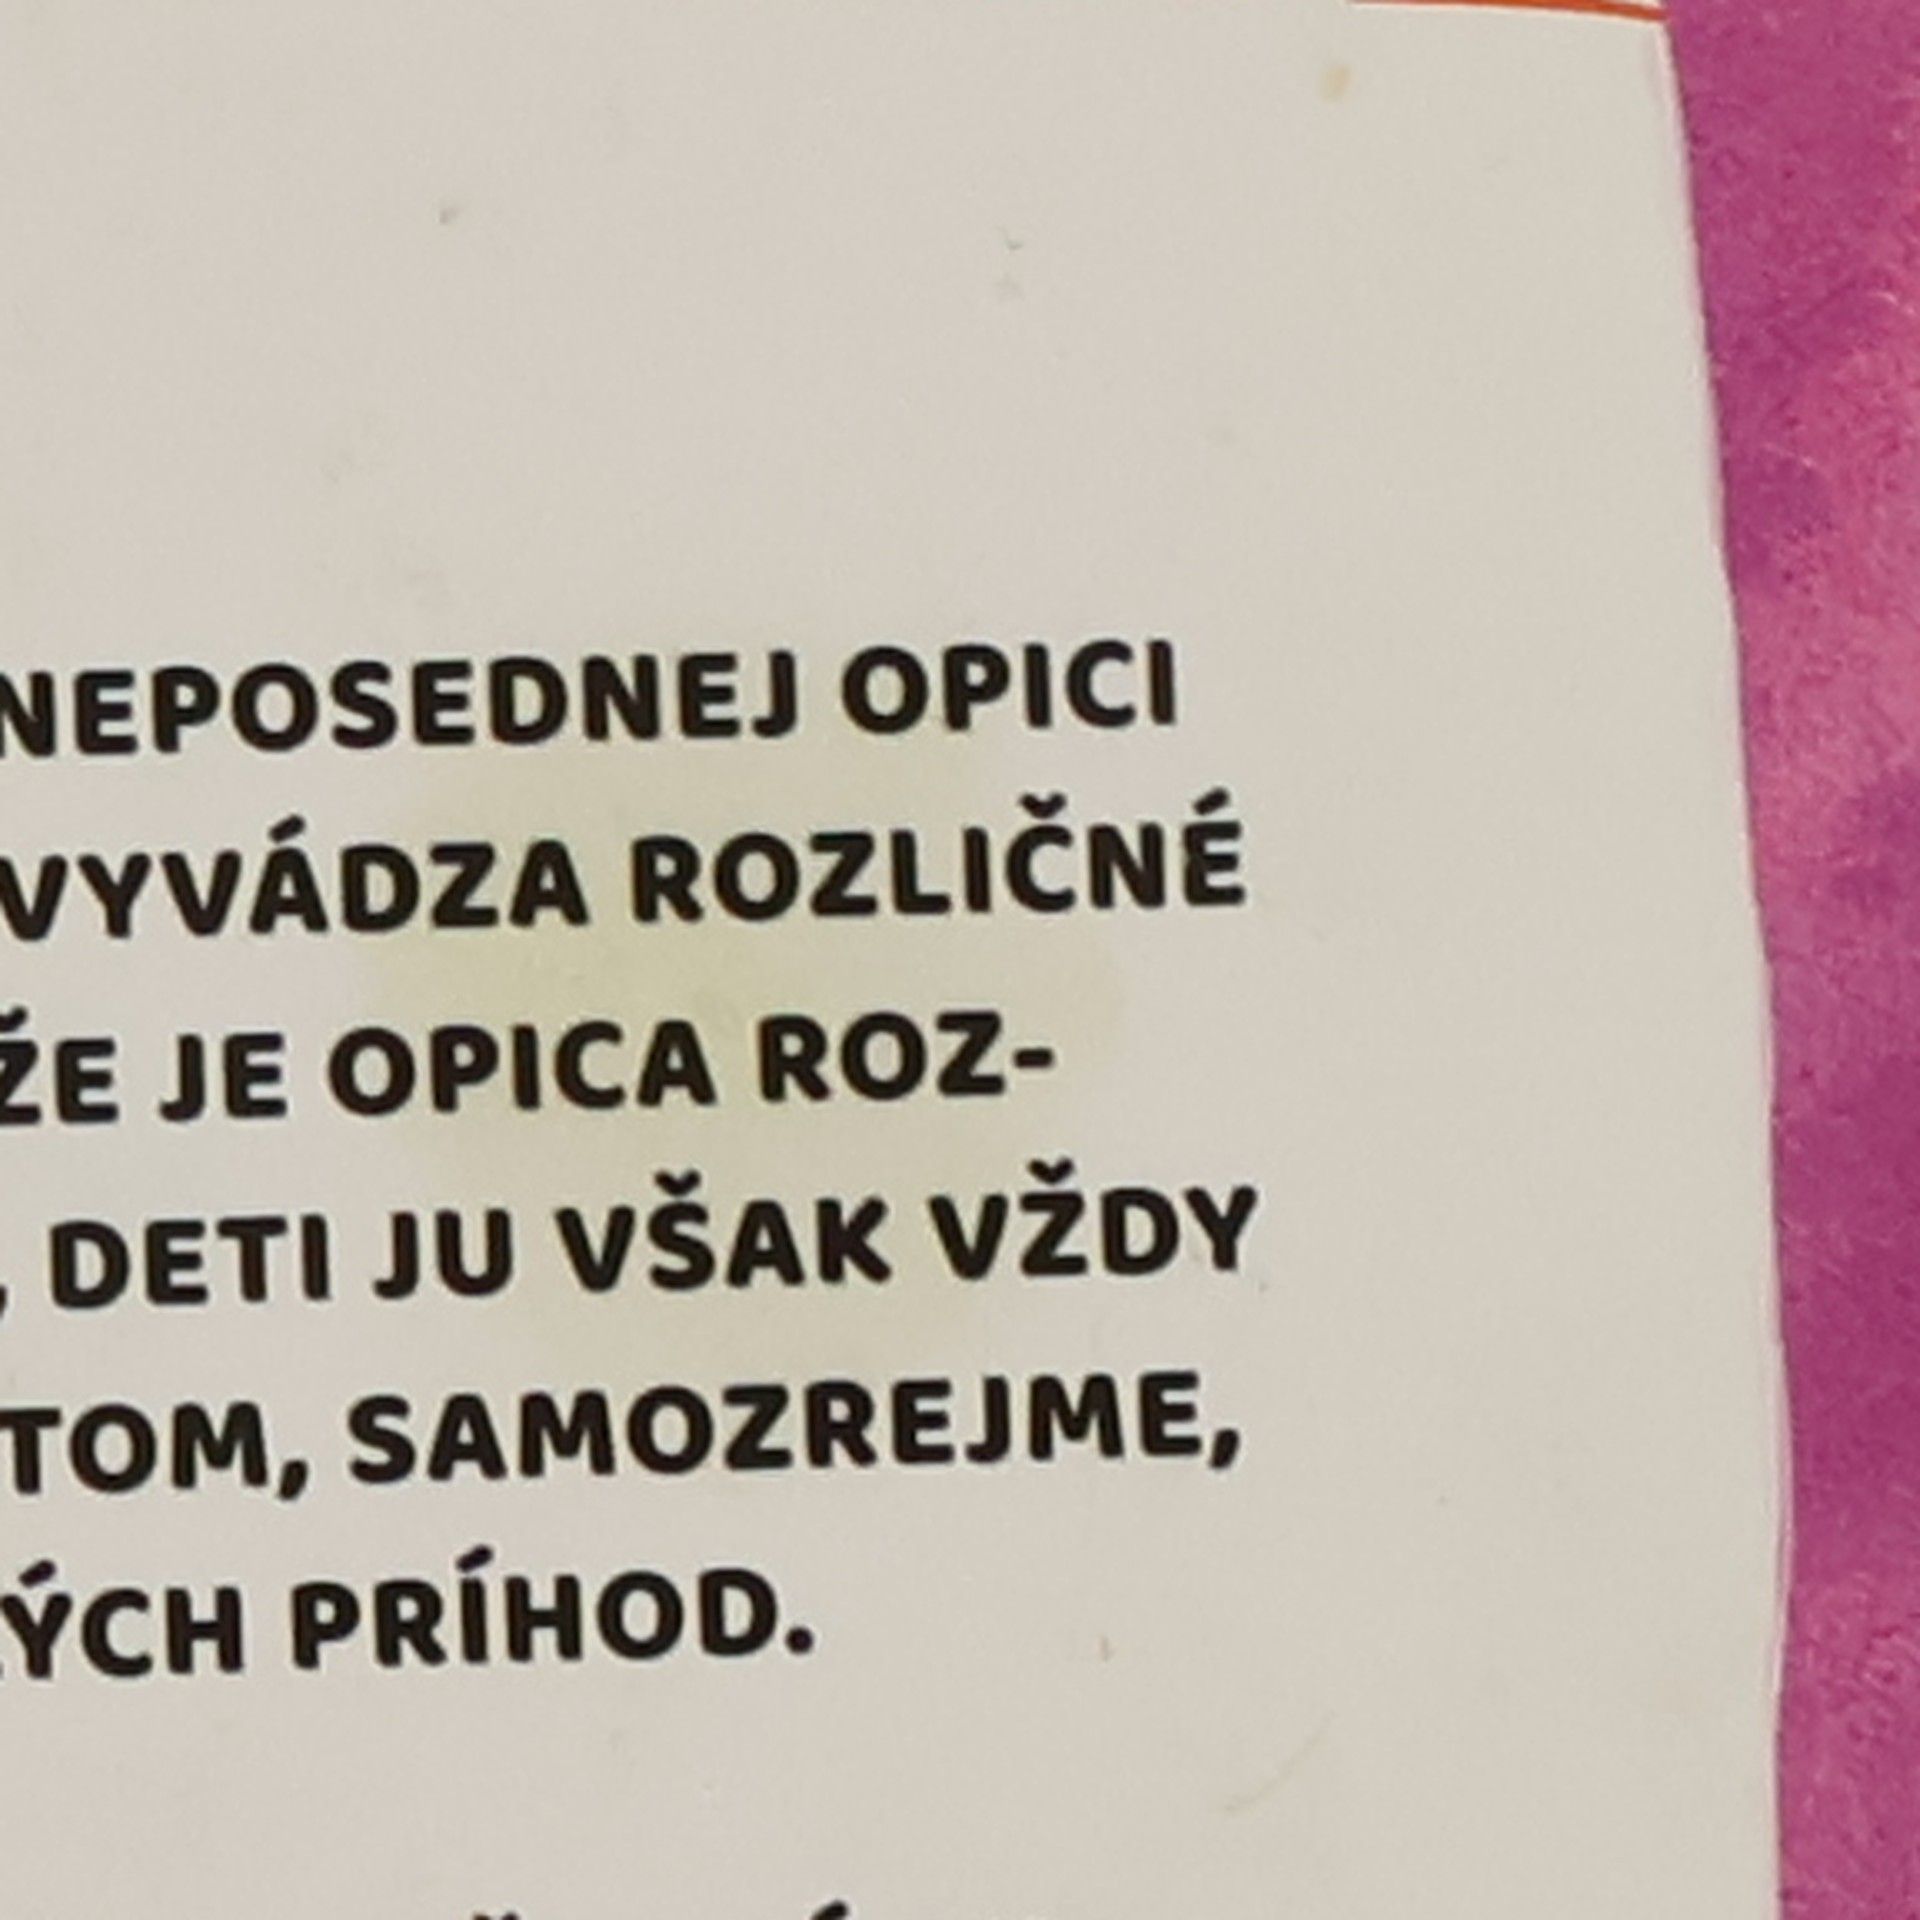 NEPOSEDNEJ OPICI
VYVÁDZA ROZLIČNÉ
ŽE JE OPICA ROZ-
, DETI JU VŠAK VŽDY
TOM, SAMOZREJME,
ÝCH PRÍHOD.